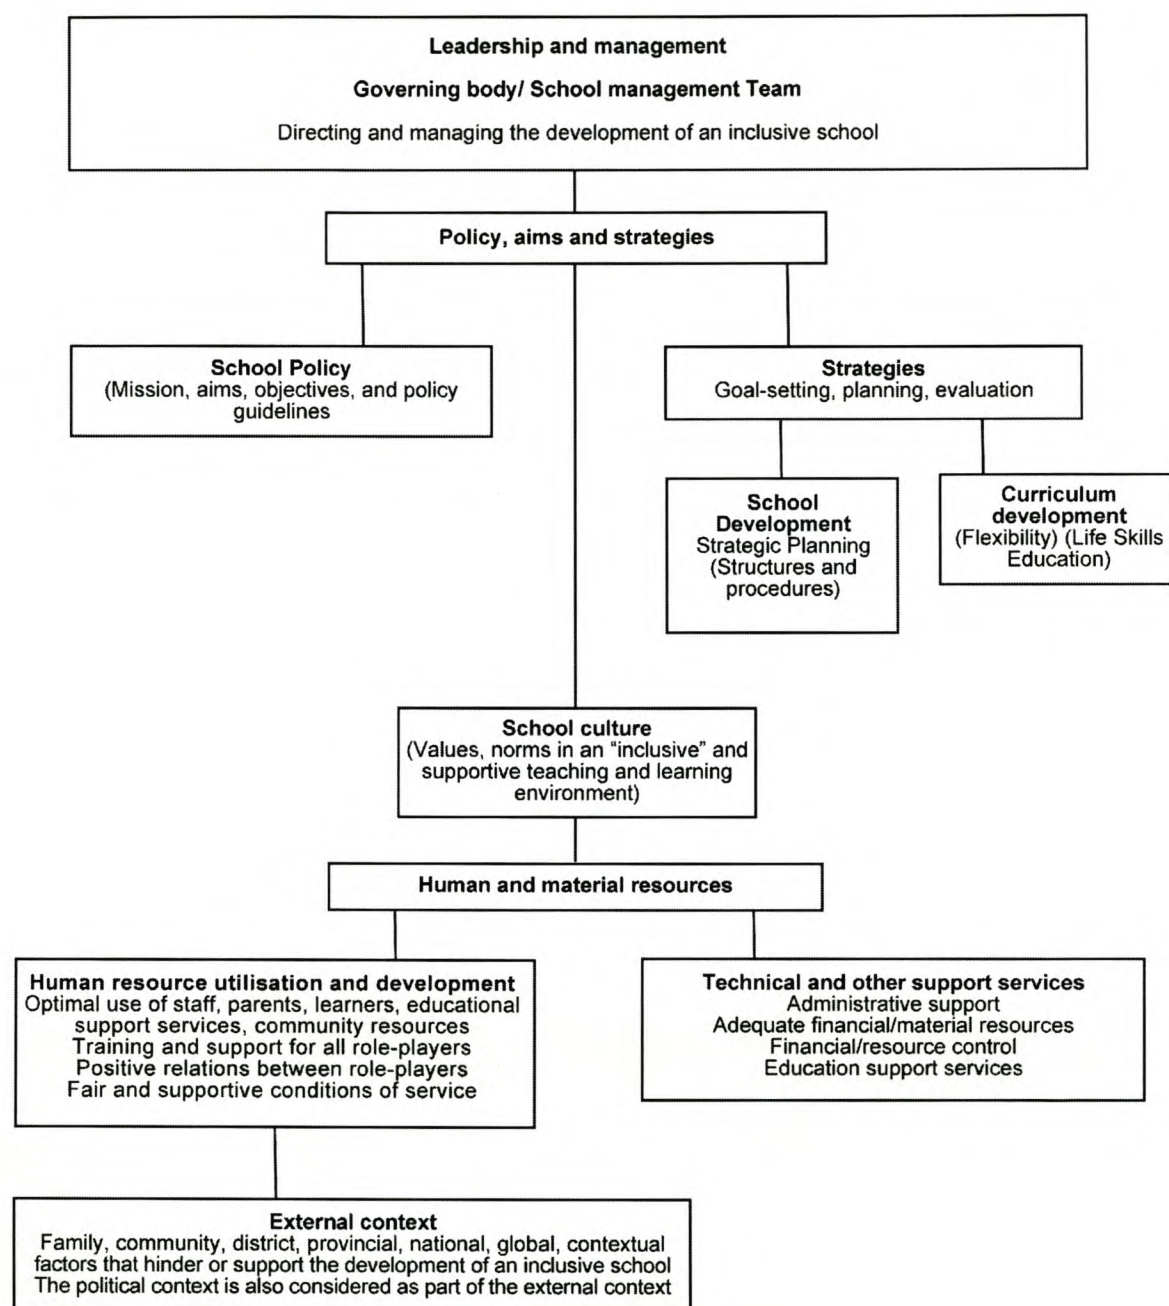 Leadership and management
Governing body/ School management Team
Directing and managing the development of an inclusive school
Policy, aims and strategies
School Policy
(Mission, aims, objectives, and policy
guidelines
Strategies
Goal-setting, planning, evaluation
School
Development
Strategic Planning
(Structures and
procedures)
Curriculum
development
(Flexibility) (Life Skills
Education)
School culture
(Values, norms in an “inclusive” and
supportive teaching and learning
environment)
Human and material resources
Human resource utilisation and development
Optimal use of staff, parents, learners, educational
support services, community resources
Training and support for all role-players
Positive relations between role-players
Fair and supportive conditions of service
Technical and other support services
Administrative support
Adequate financial/material resources
Financial/resource control
Education support services
External context
Family, community, district, provincial, national, global, contextual
factors that hinder or support the development of an inclusive school
The political context is also considered as part of the external context